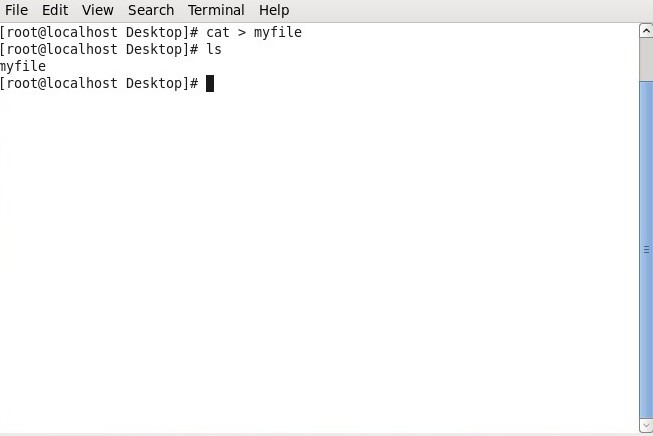 File Edit View Search Terminal Help
[root@localhost Desktop]# cat > myfile
[root@localhost Desktop]# ls
myfile
[root@localhost Desktop]#